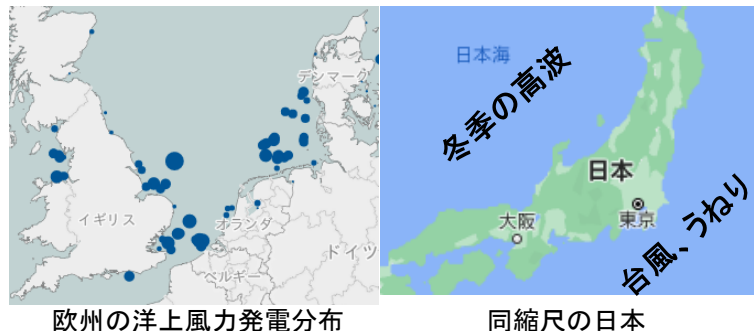 デンマーク
イギリス
オランダ
ベルギー
ドイツ
欧州の洋上風力発電分布
日本海
冬季の高波
日本
東京
大阪
台風、うねり
同縮尺の日本